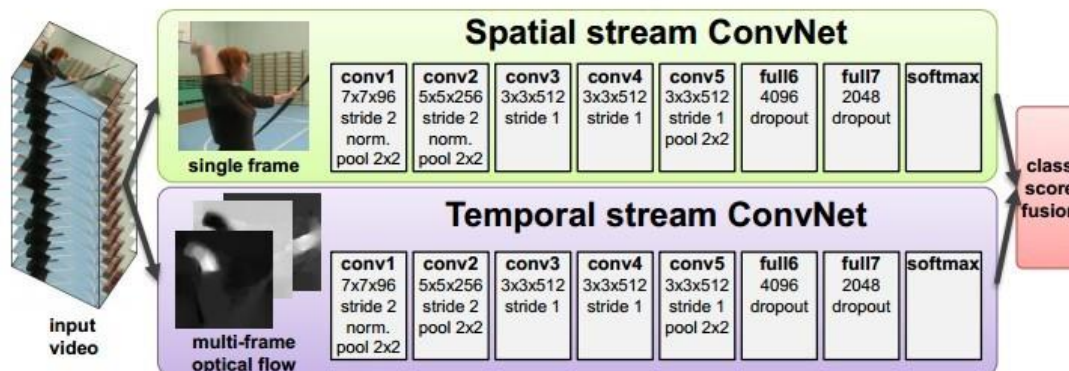 Spatial stream ConvNet
single frame
conv1
7x7x96
stride 2
norm.
pool 2x2
conv2
5x5x256
stride 2
norm.
pool 2x2
conv3
3x3x512
stride 1
conv4
3x3x512
stride 1
conv5
3x3x512
stride 1
pool 2x2
full6
4096
dropout
full7
2048
dropout
softmax
input
video
Temporal stream ConvNet
multi-frame
optical flow
conv1
7x7x96
stride 2
norm.
pool 2x2
conv2
5x5x256
stride 2
pool 2x2
conv3
3x3x512
stride 1
conv4
3x3x512
stride 1
conv5
3x3x512
stride 1
pool 2x2
full6
4096
dropout
full7
2048
dropout
softmax
class
score
fusion